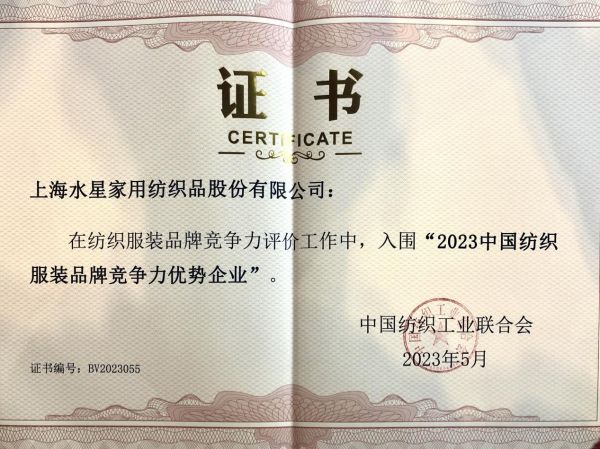 证书
CERTIFICATE
上海水星家用纺织品股份有限公司：
在纺织服装品牌竞争力评价工作中，入围“2023中国纺织
服装品牌竞争力优势企业”。
中国纺织工业联合会
2023年5月
证书编号：BV2023055